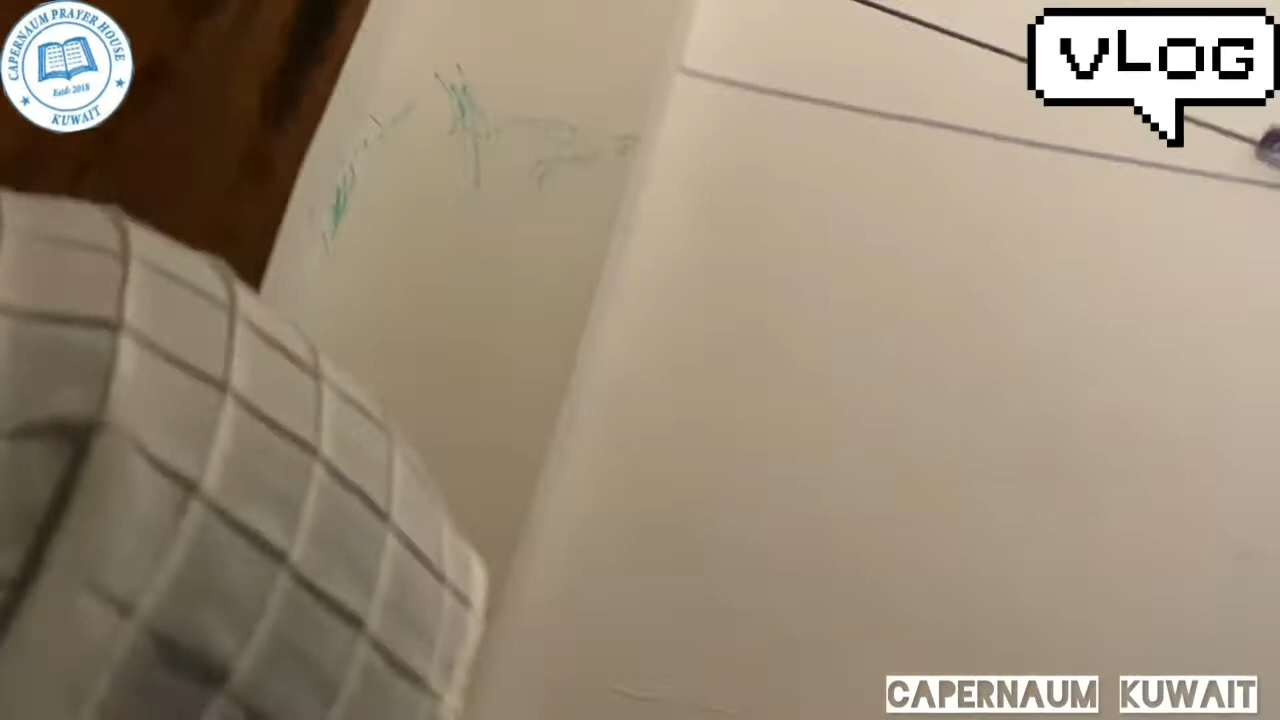 CAPERNAUM PRAYER HOUSE
Estd: 2018
KUWAIT
VLOG
CAPERNAUM KUWAIT